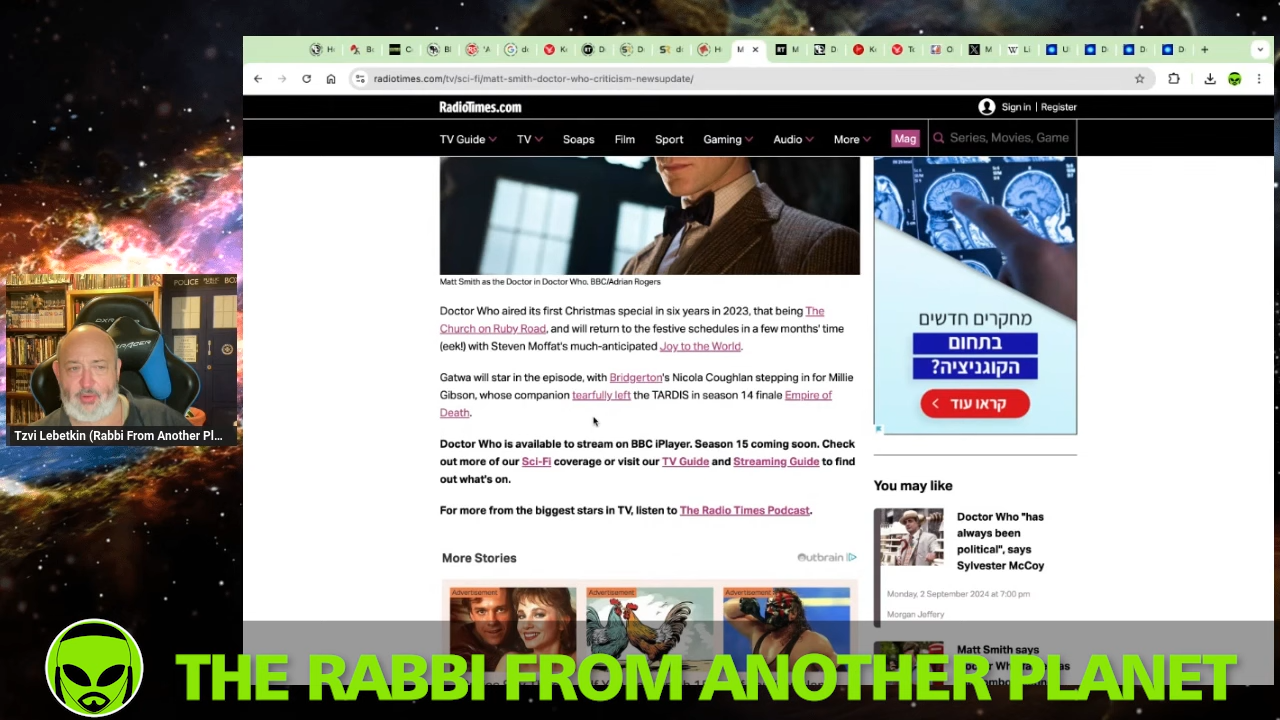 radiotimes.com/tv/sci-fi/matt-smith-doctor-who-criticism-newsupdate/
RadioTimes.com
Sign in | Register
TV Guide TV Soaps Film Sport Gaming Audio More Mag Series, Movies, Game
Matt Smith as the Doctor in Doctor Who. BBC/Adrian Rogers
Doctor Who aired its first Christmas special in six years in 2023, that being The
Church on Ruby Road, and will return to the festive schedules in a few months' time
(eek!) with Steven Moffat's much-anticipated Joy to the World.
Gatwa will star in the episode, with Bridgerton's Nicola Coughlan stepping in for Millie
Gibson, whose companion tearfully left the TARDIS in season 14 finale Empire of
Death.
Doctor Who is available to stream on BBC iPlayer. Season 15 coming soon. Check
out more of our Sci-Fi coverage or visit our TV Guide and Streaming Guide to find
out what's on.
For more from the biggest stars in TV, listen to The Radio Times Podcast.
More Stories
Outbrain
Advertisement
Advertisement
Advertisement
מחקרים חדשים
בתחום
הקוגניציה?
קראו עוד
You may like
Doctor Who "has
always been
political", says
Sylvester McCoy
Monday, 2 September 2024 at 7:00 pm
Morgan Jeffery
Matt Smith says
POLICE PUBLIC BO
Tzvi Lebetkin (Rabbi From Another Pl...
THE RABBI FROM ANOTHER PLANET